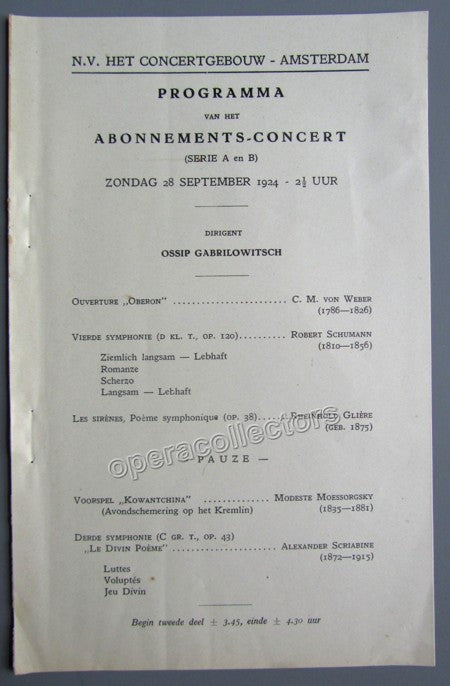 N.V. HET CONCERTGEBOUW - AMSTERDAM
PROGRAMMA
VAN HET
ABONNEMENTS-CONCERT
(SERIE A en B)
ZONDAG 28 SEPTEMBER 1924 - 2½ UUR
DIRIGENT
OSSIP GABRILOWITSCH
OUVERTURE „OBERON" ........................ C. M. VON WEBER
(1786—1826)
VIERDE SYMPHONIE (D KL. T., OP. 120).......... ROBERT SCHUMANN
(1810—1856)
Ziemlich langsam — Lebhaft
Romanze
Scherzo
Langsam — Lebhaft
LES SIRÈNES, Poème symphonique (OP. 38)..... RHEINHOLD GLIÈRE
(GEB. 1875)
operacollectors
— PAUZE —
VOORSPEL „KOWANTCHINA" .............. MODESTE MOESSORGSKY
(Avondschemering op het Kremlin) (1835—1881)
DERDE SYMPHONIE (C GR. T., OP. 43)
„LE DIVIN POÈME" ...................... ALEXANDER SCRIABINE
(1872—1915)
Luttes
Voluptés
Jeu Divin
Begin tweede deel ± 3.45, einde ± 4.30 uur